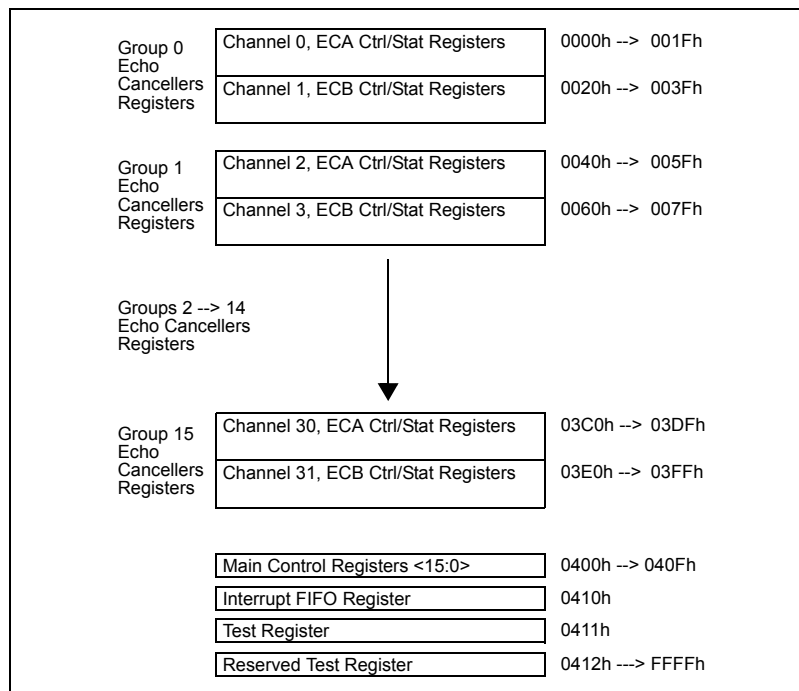 Group 0
Echo
Cancellers
Registers
Channel 0, ECA Ctrl/Stat Registers
0000h --> 001Fh
Channel 1, ECB Ctrl/Stat Registers
0020h --> 003Fh
Group 1
Echo
Cancellers
Registers
Channel 2, ECA Ctrl/Stat Registers
0040h --> 005Fh
Channel 3, ECB Ctrl/Stat Registers
0060h --> 007Fh
Groups 2 --> 14
Echo Cancellers
Registers
Group 15
Echo
Cancellers
Registers
Channel 30, ECA Ctrl/Stat Registers
03C0h --> 03DFh
Channel 31, ECB Ctrl/Stat Registers
03E0h --> 03FFh
Main Control Registers <15:0>
0400h --> 040Fh
Interrupt FIFO Register
0410h
Test Register
0411h
Reserved Test Register
0412h ---> FFFFh